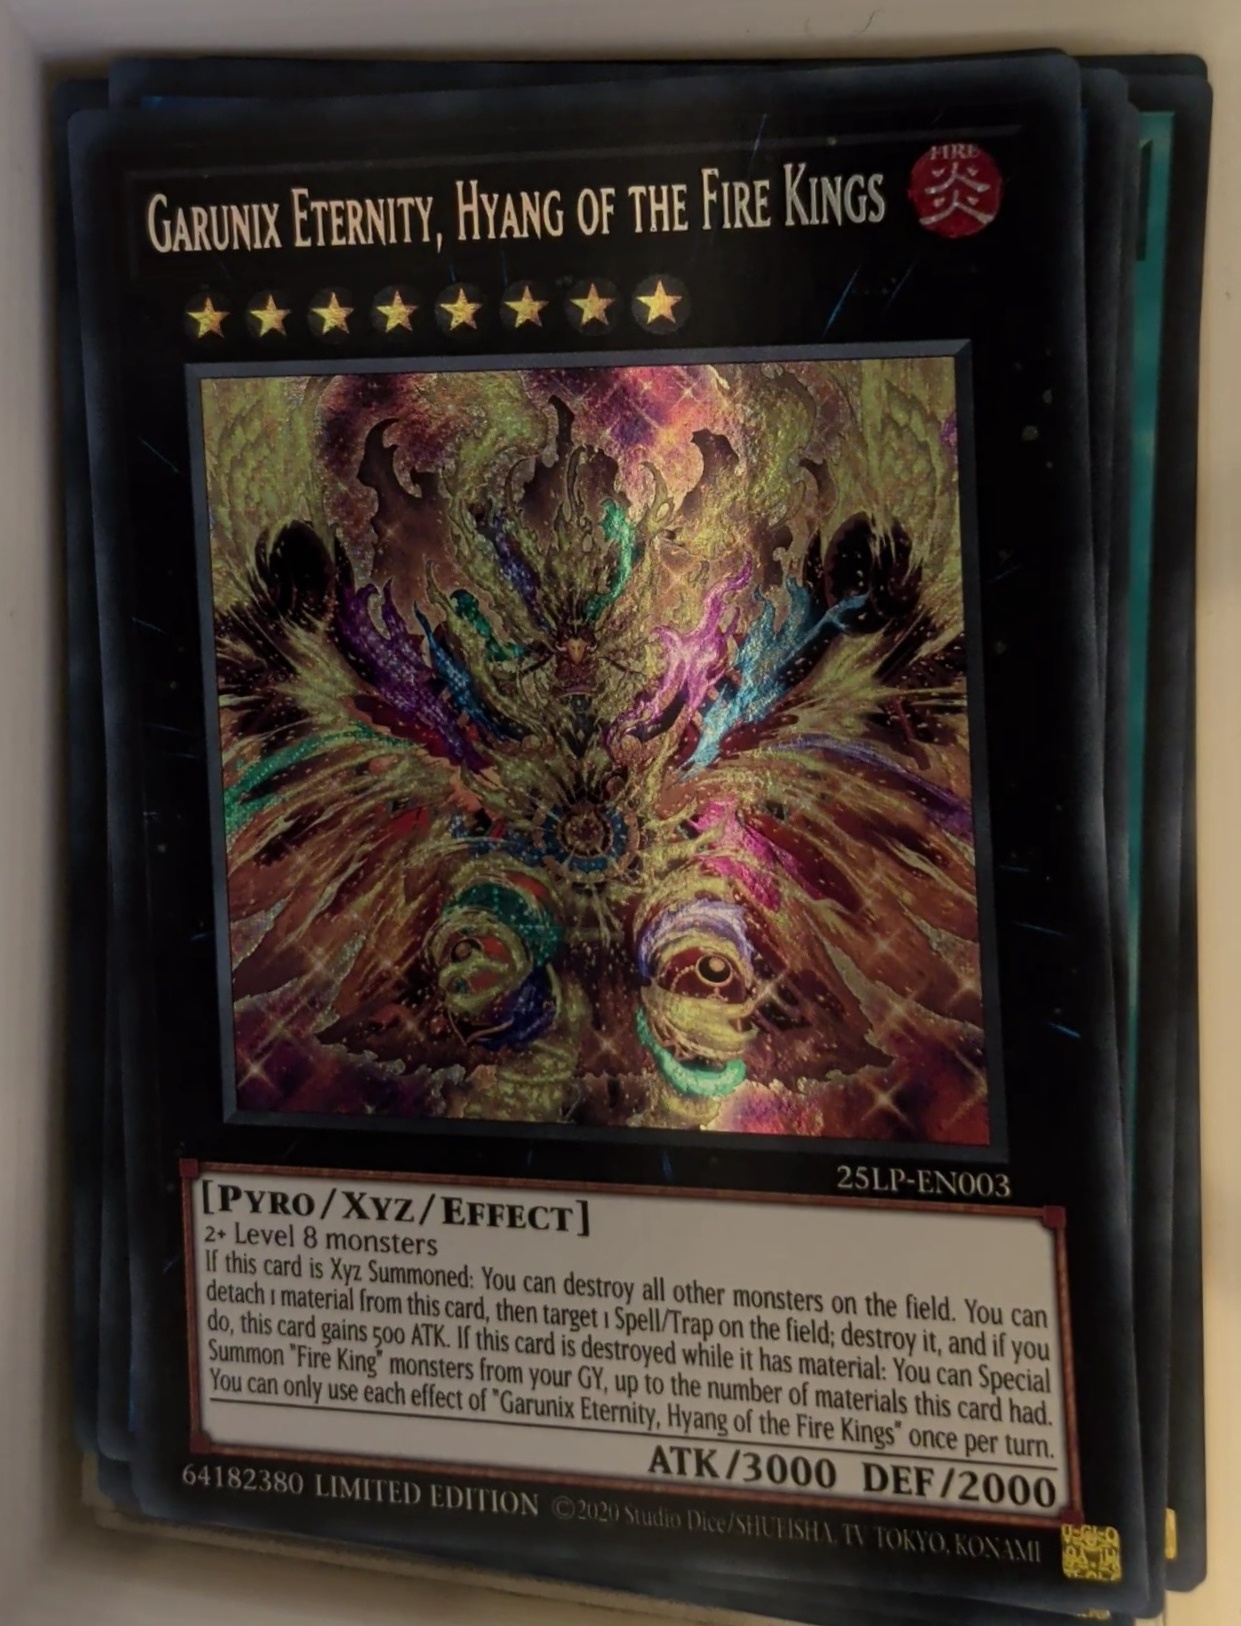 GARUNIX ETERNITY, HYANG OF THE FIRE KINGS
FIRE
炎
25LP-EN003
[PYRO/XYZ/EFFECT]
2+ Level 8 monsters
If this card is Xyz Summoned: You can destroy all other monsters on the field. You can
detach 1 material from this card, then target 1 Spell/Trap on the field; destroy it, and if you
do, this card gains 500 ATK. If this card is destroyed while it has material: You can Special
Summon "Fire King" monsters from your GY, up to the number of materials this card had.
You can only use each effect of "Garunix Eternity, Hyang of the Fire Kings" once per turn.
ATK/3000 DEF/2000
64182380 LIMITED EDITION ©2020 Studio Dice/SHUEISHA, TV TOKYO, KONAMI